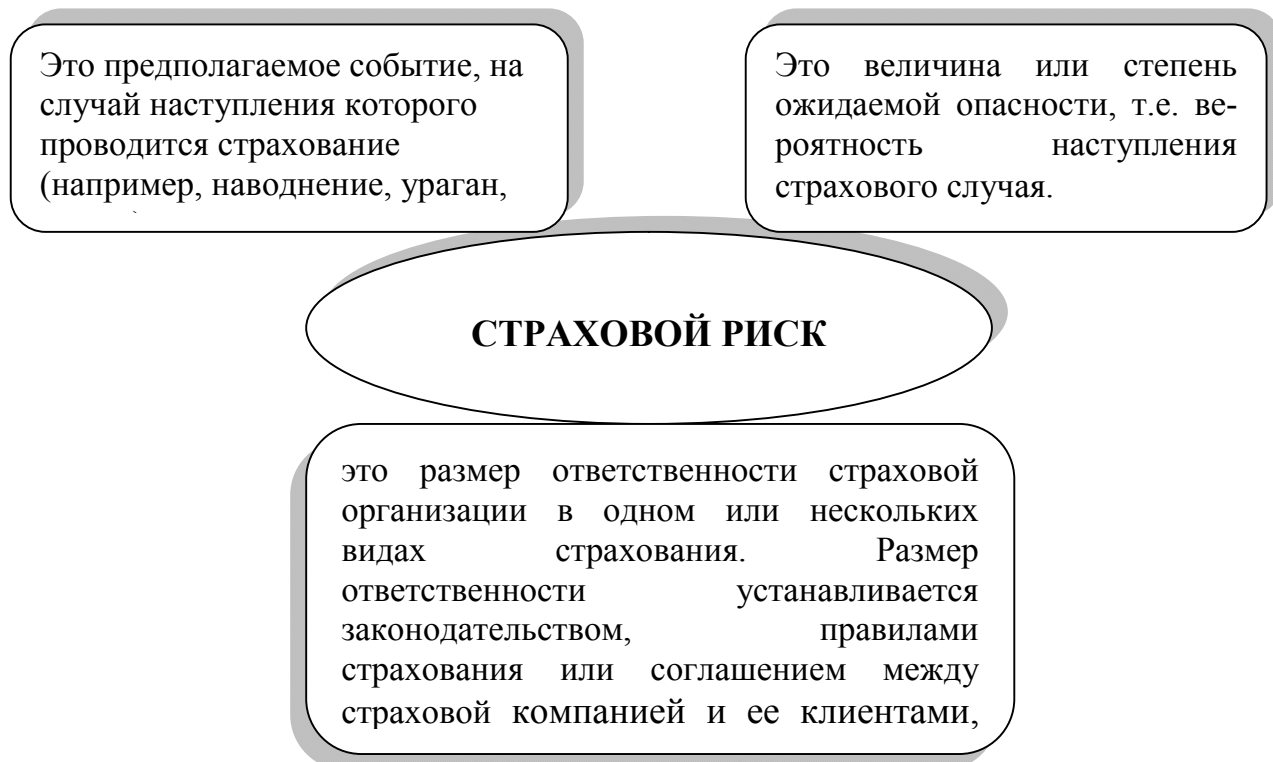 Это предполагаемое событие, на
случай наступления которого
проводится страхование
(например, наводнение, ураган,
Это величина или степень
ожидаемой опасности, т.е. ве-
роятность наступления
страхового случая.
СТРАХОВОЙ РИСК
это размер ответственности страховой
организации в одном или нескольких
видах страхования. Размер
ответственности устанавливается
законодательством, правилами
страхования или соглашением между
страховой компанией и ее клиентами,